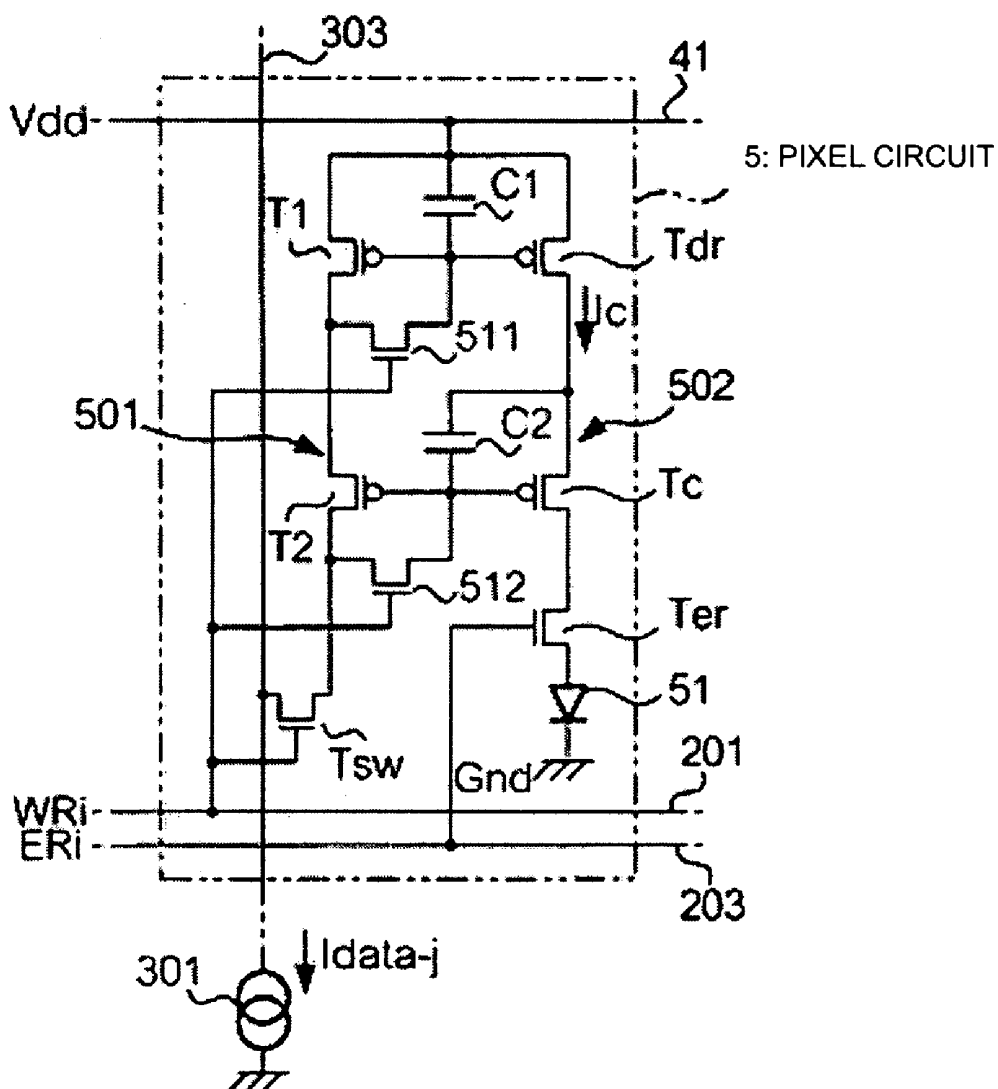 303
41
Vdd
5: PIXEL CIRCUIT
C1
T1
Tdr
Ic
511
501
502
C2
Tc
T2
512
Ter
51
Tsw
Gnd
201
WRi
ERi
203
Idata-j
301